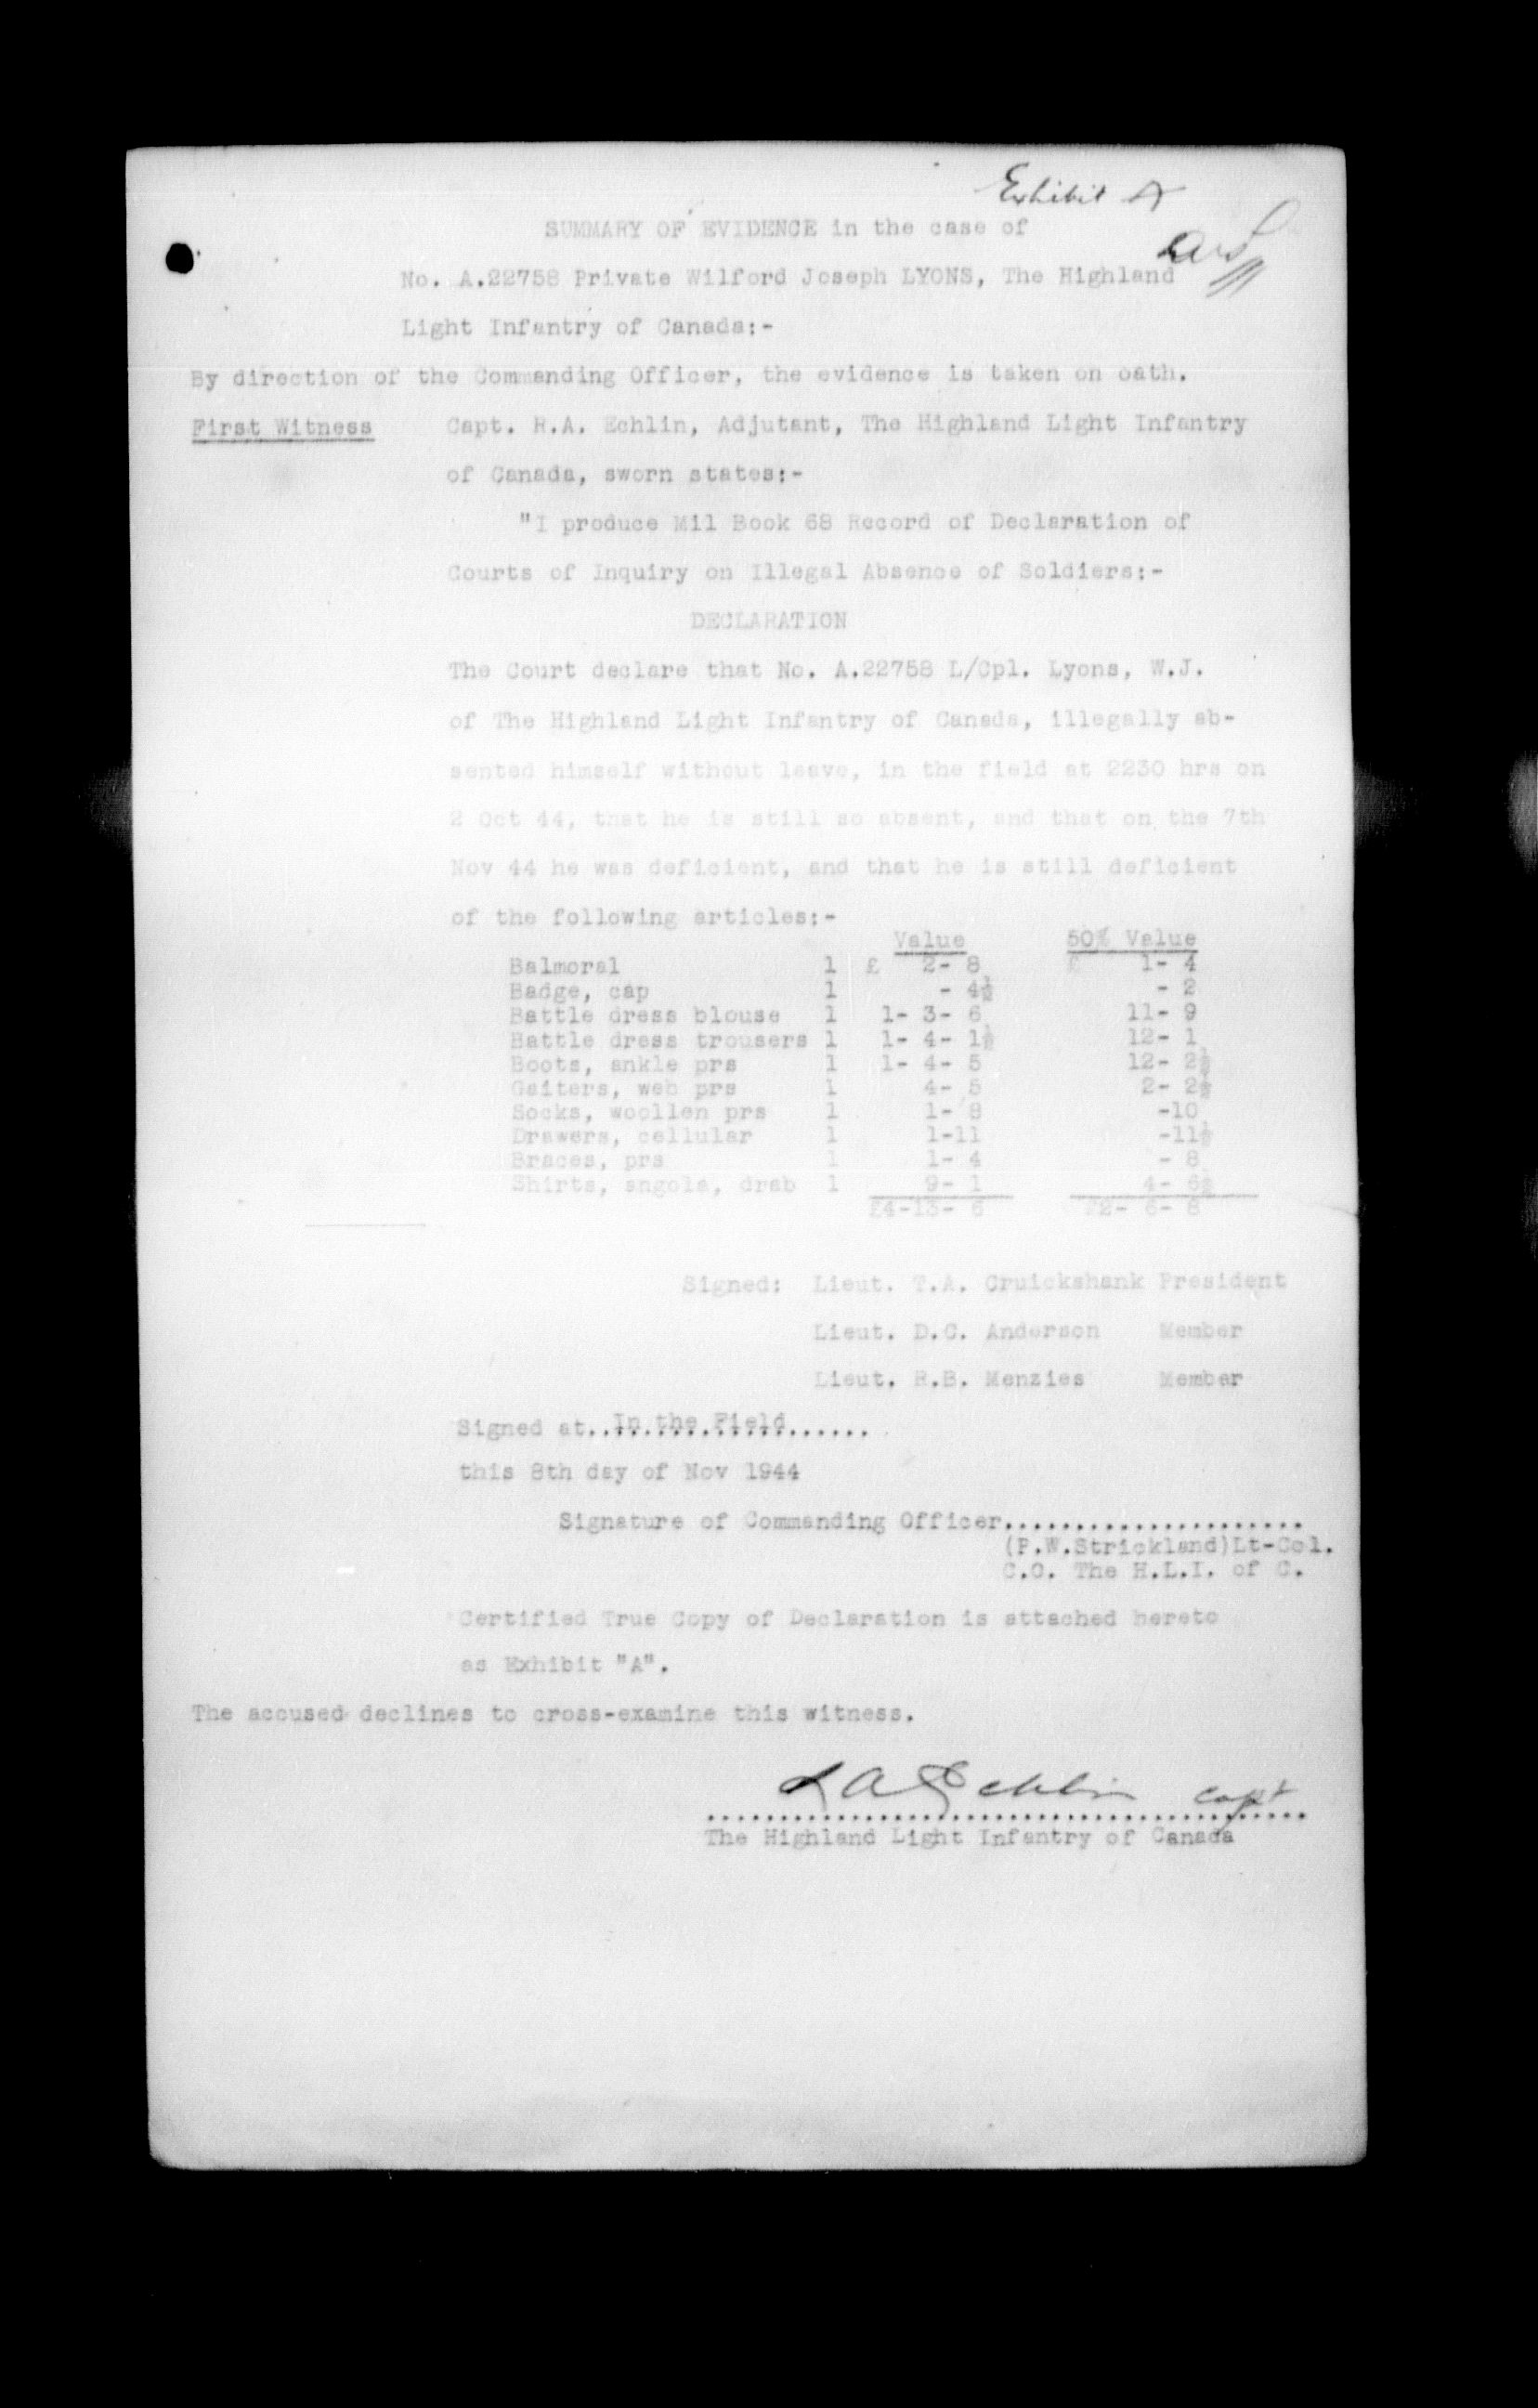 Exhibit A
SUMMARY OF EVIDENCE in the case of
No. A.22758 Private Wilford Joseph LYONS, The Highland
Light Infantry of Canada:-
By direction of the Commanding Officer, the evidence is taken on oath.
First Witness Capt. R.A. Echlin, Adjutant, The Highland Light Infantry
of Canada, sworn states:-
"I produce Mil Book 68 Record of Declaration of
Courts of Inquiry on Illegal Absence of Soldiers:-
DECLARATION
The Court declare that No. A.22758 L/Cpl. Lyons, W.J.
of The Highland Light Infantry of Canada, illegally ab-
sented himself without leave, in the field at 2230 hrs on
2 Oct 44, that he is still so absent, and that on the 7th
Nov 44 he was deficient, and that he is still deficient
of the following articles:-
Value 50% Value
Balmoral 1 £ 2- 8 £ 1- 4
Badge, cap 1 - 4½ - 2
Battle dress blouse 1 1- 3- 6 11- 9
Battle dress trousers 1 1- 4- 1½ 12- 1
Boots, ankle prs 1 1- 4- 5 12- 2½
Gaiters, web prs 1 4- 5 2- 2½
Socks, woollen prs 1 1- 8 -10
Drawers, cellular 1 1-11 -11½
Braces, prs 1 1- 4 - 8
Shirts, angola, drab 1 9- 1 4- 6½
£4-13- 6 £2- 6- 8
Signed: Lieut. T.A. Cruickshank President
Lieut. D.C. Anderson Member
Lieut. R.B. Menzies Member
Signed at..In the Field......
this 8th day of Nov 1944
Signature of Commanding Officer.....................
(P.W.Strickland)Lt-Col.
C.O. The H.L.I. of C.
Certified True Copy of Declaration is attached hereto
as Exhibit "A".
The accused declines to cross-examine this witness.
RA Echlin Capt
The Highland Light Infantry of Canada